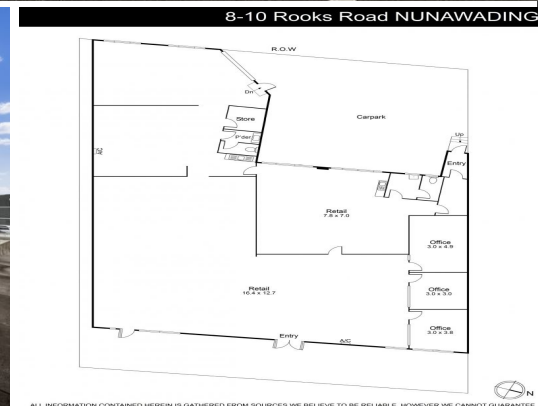 8-10 Rooks Road NUNAWADING
R.O.W
Dn
Store
Carpark
P'der
Up
A/C
Entry
Retail
7.8 x 7.0
Office
3.0 x 4.9
Retail
16.4 x 12.7
Office
3.0 x 3.0
Office
3.0 x 3.8
Entry
A/C
N
ALL INFORMATION CONTAINED HEREIN IS GATHERED FROM SOURCES WE BELIEVE TO BE RELIABLE. HOWEVER WE CANNOT GUARANTEE